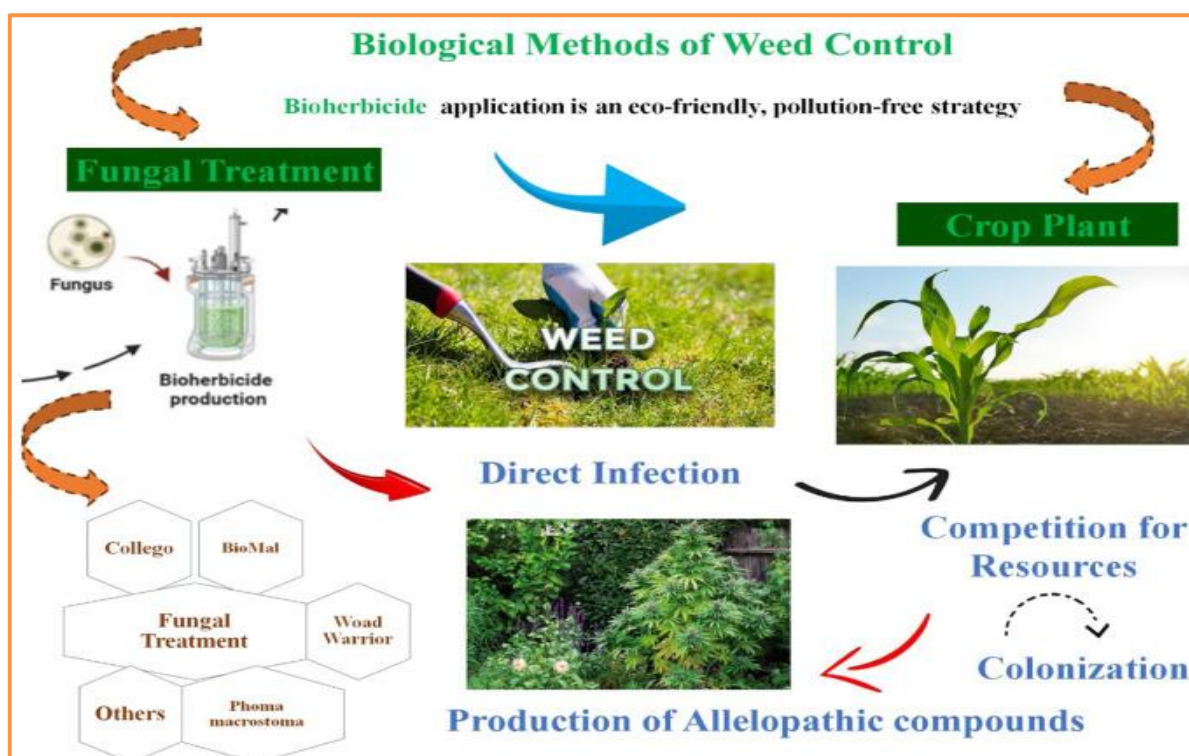 Biological Methods of Weed Control
Bioherbicide application is an eco-friendly, pollution-free strategy
Fungal Treatment
Crop Plant
Fungus
Bioherbicide
production
WEED
CONTROL
Direct Infection
Competition for
Resources
Colonization
Production of Allelopathic compounds
Collego
BioMal
Fungal
Treatment
Woad
Warrior
Others
Phoma
macrostoma